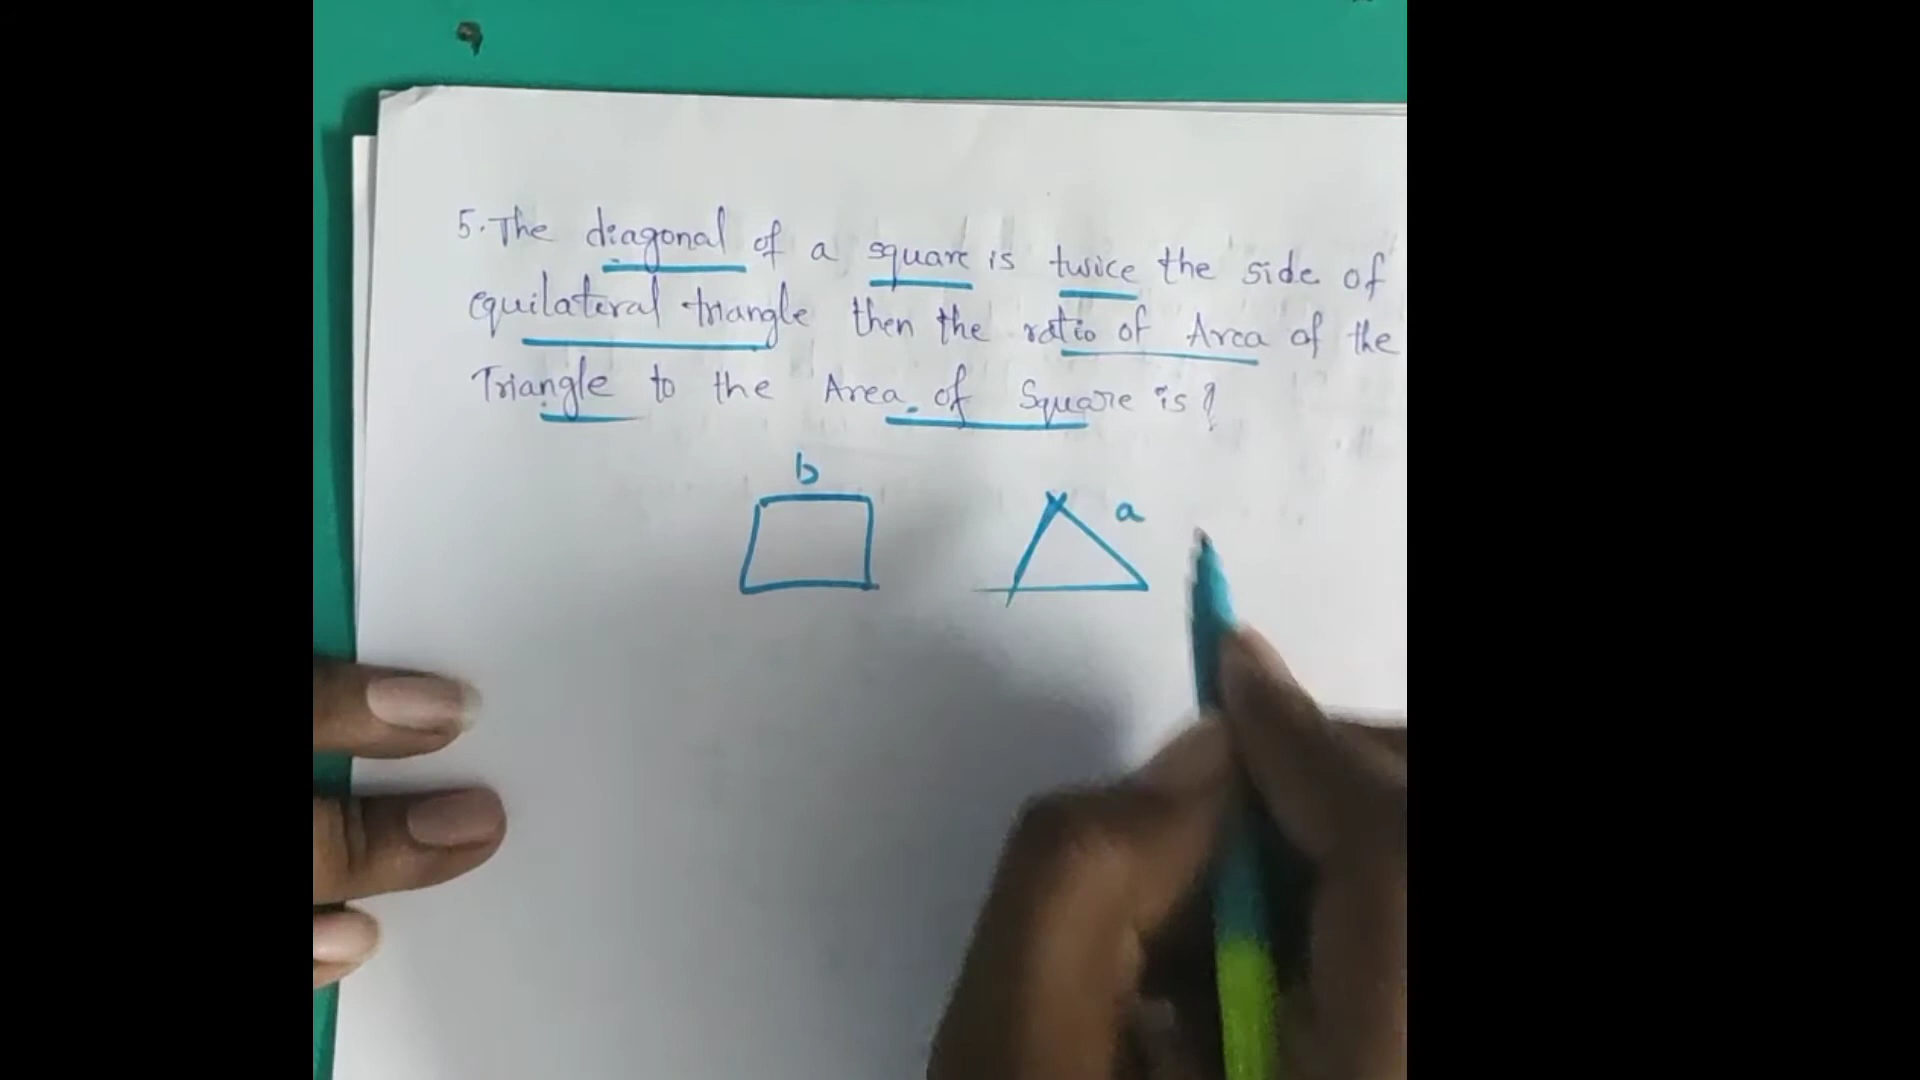 5. The diagonal of a square is twice the side of
equilateral triangle then the ratio of Area of the
Triangle to the Area of Square is?
b
a